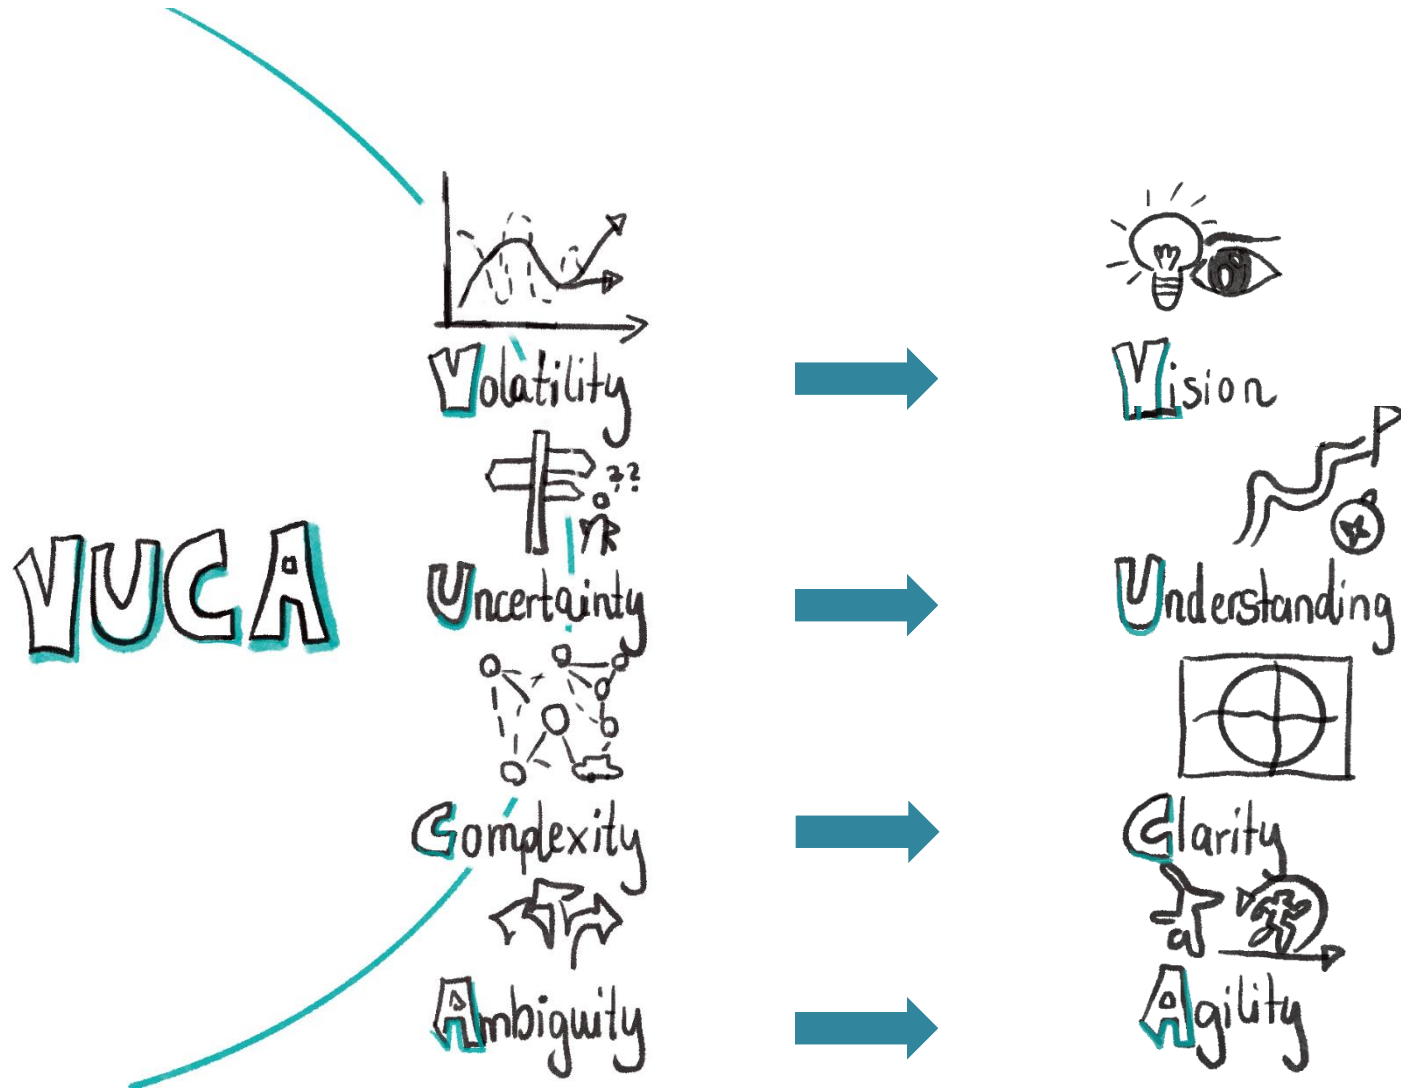 VUCA
Volatility
Vision
??
Uncertainty
Understanding
Complexity
Clarity
Ambiguity
Agility